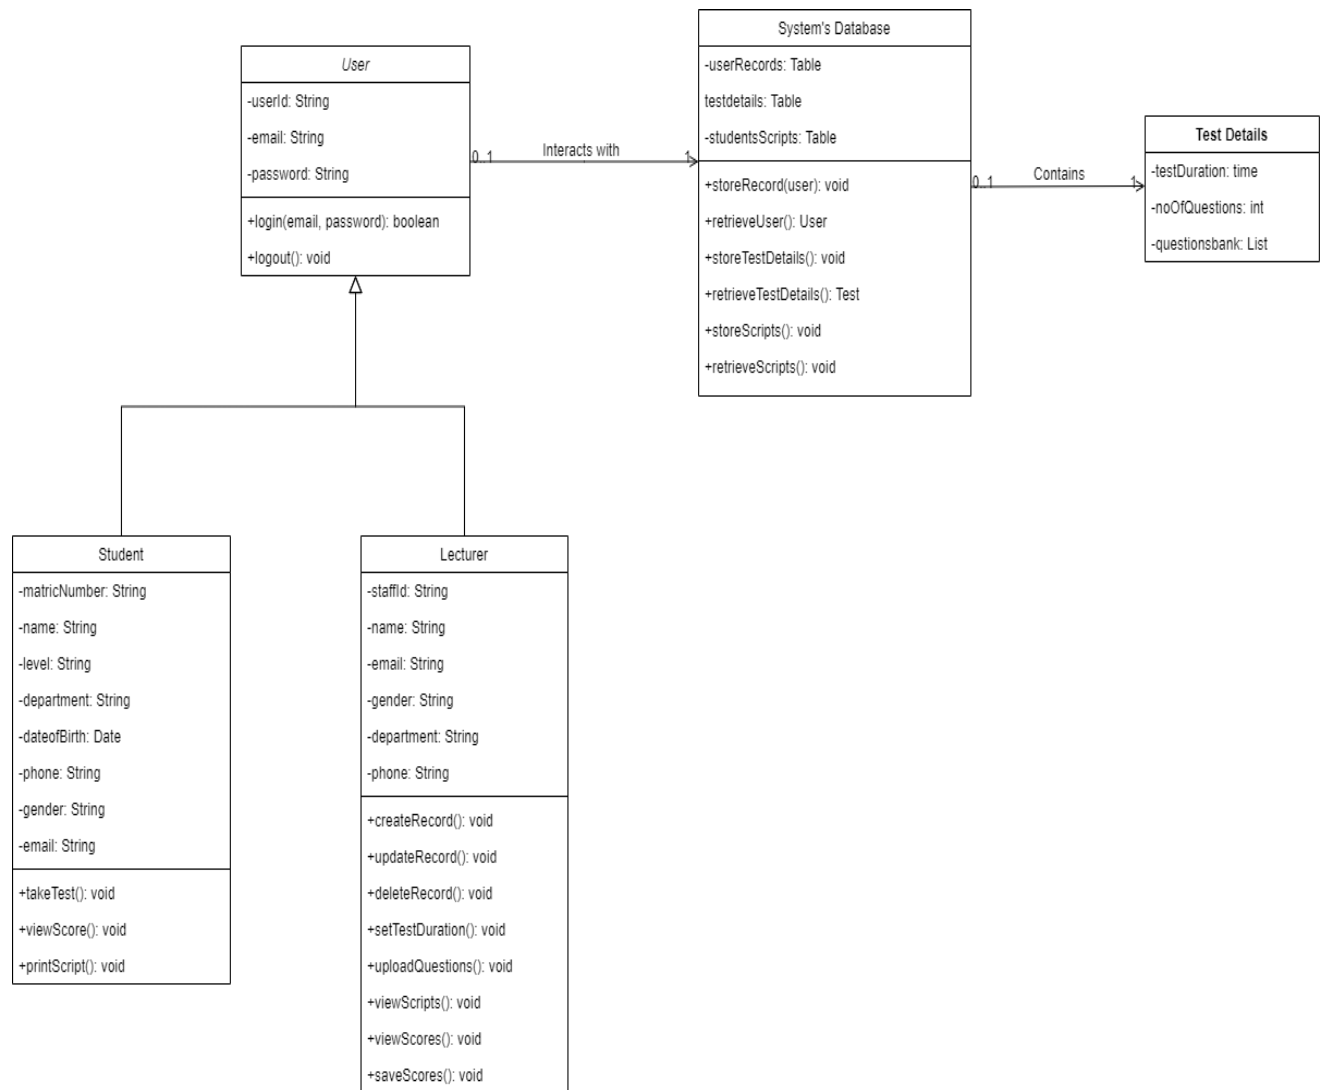 User
-userId: String
-email: String
-password: String
+login(email, password): boolean
+logout(): void
0..1
Interacts with
1
System's Database
-userRecords: Table
testdetails: Table
-studentsScripts: Table
+storeRecord(user): void
+retrieveUser(): User
+storeTestDetails(): void
+retrieveTestDetails(): Test
+storeScripts(): void
+retrieveScripts(): void
0..1
Contains
1
Test Details
-testDuration: time
-noOfQuestions: int
-questionsbank: List
Student
-matricNumber: String
-name: String
-level: String
-department: String
-dateofBirth: Date
-phone: String
-gender: String
-email: String
+takeTest(): void
+viewScore(): void
+printScript(): void
Lecturer
-staffId: String
-name: String
-email: String
-gender: String
-department: String
-phone: String
+createRecord(): void
+updateRecord(): void
+deleteRecord(): void
+setTestDuration(): void
+uploadQuestions(): void
+viewScripts(): void
+viewScores(): void
+saveScores(): void